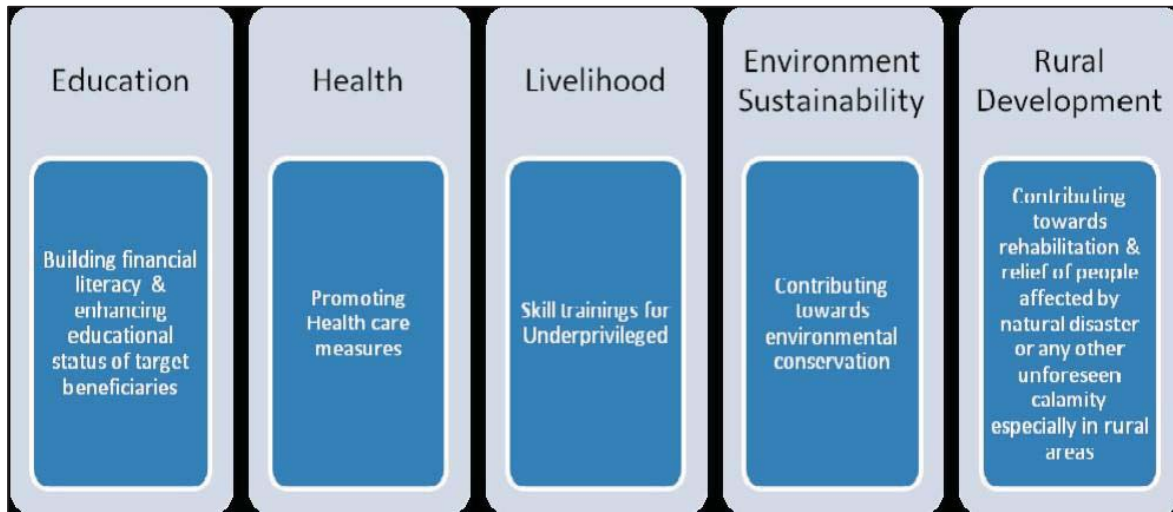 Education
Building financial
literacy & 
enhancing
educational
status of target
beneficiaries
Health
Promoting
Health care
measures
Livelihood
Skill trainings for
Underprivileged
Environment
Sustainability
Contributing
towards
environmental
conservation
Rural
Development
Contributing
towards
rehabilitation &
relief of people
affected by
natural disaster
or any other
unforeseen
calamity
especially in rural
areas